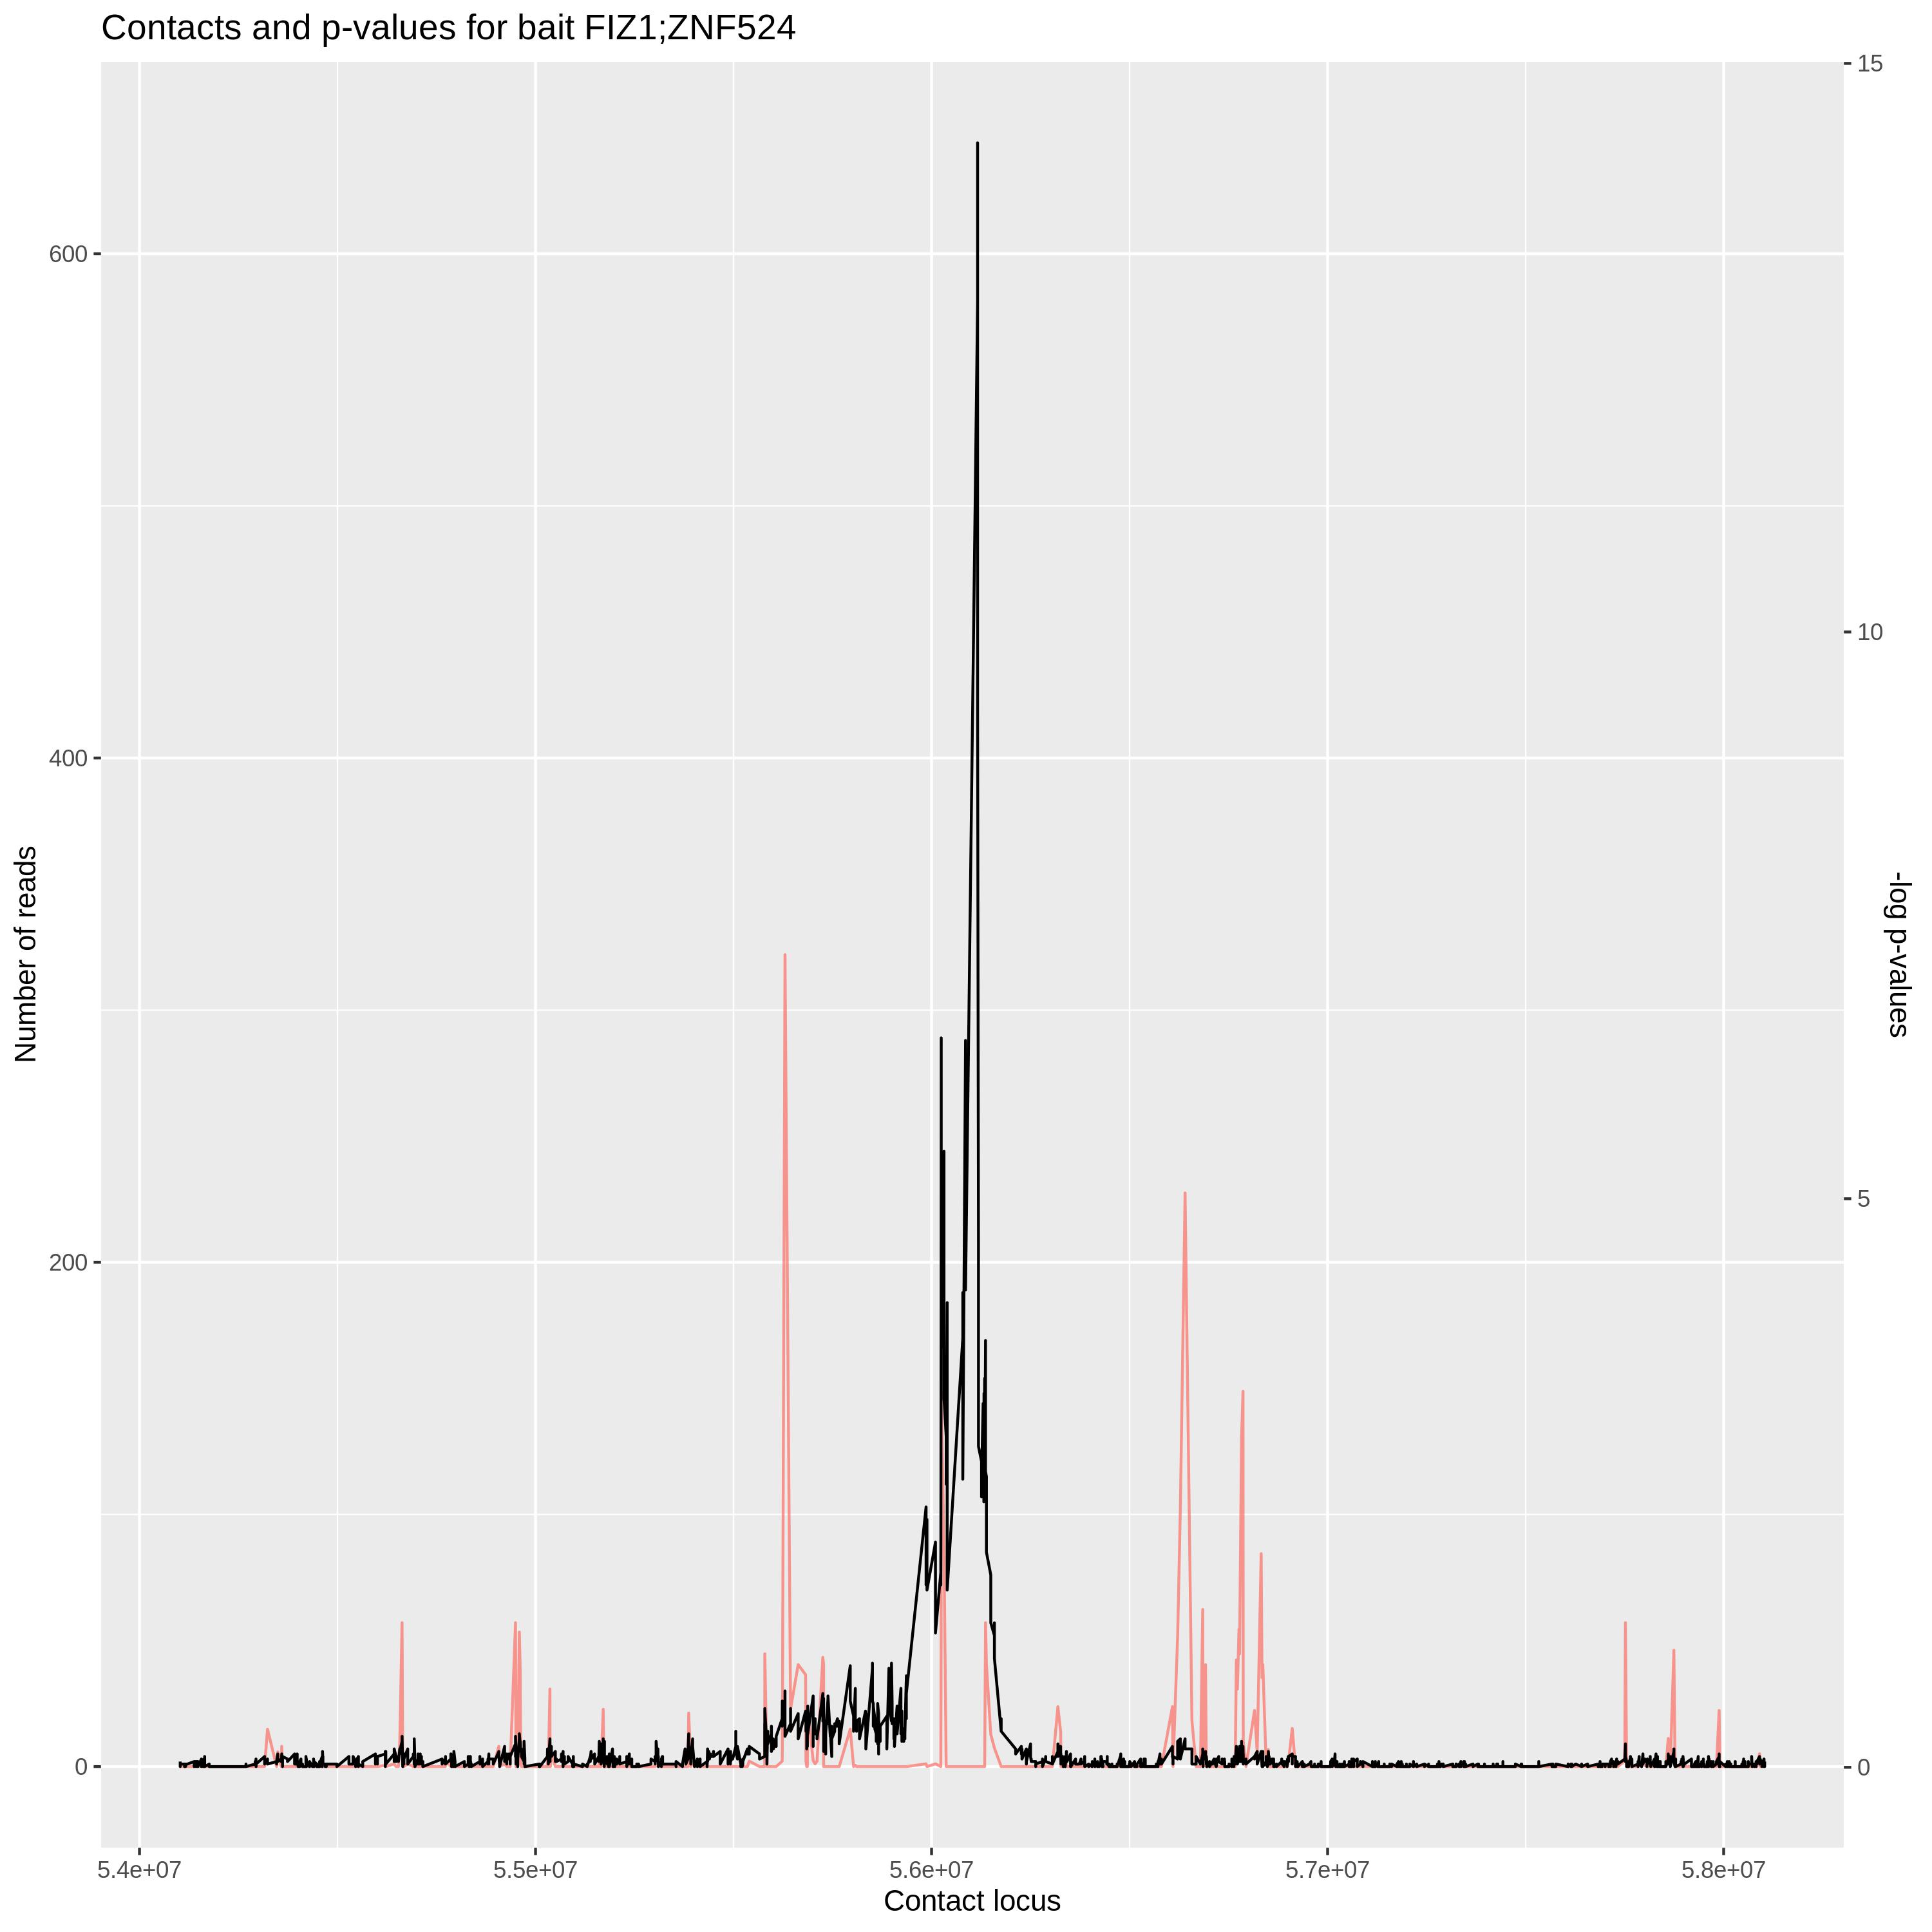 Contacts and p-values for bait FIZ1;ZNF524
15
600
10
400
Number of reads
-log p-values
5
200
0
0
5.4e+07
5.5e+07
5.6e+07
5.7e+07
5.8e+07
Contact locus